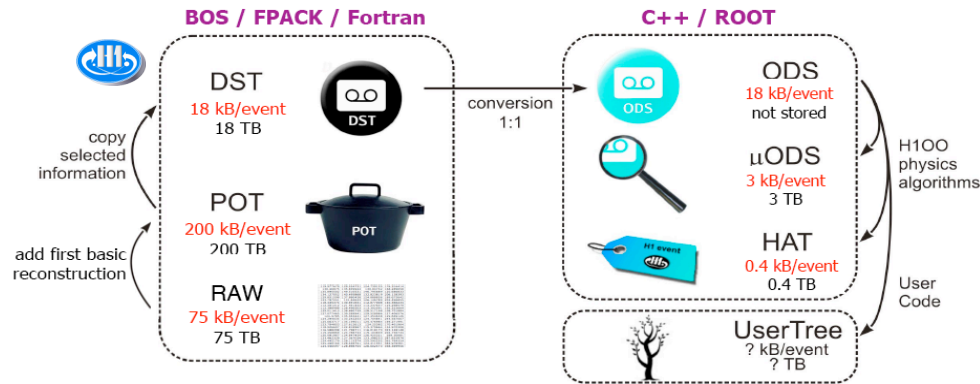 BOS / FPACK / Fortran
C++ / ROOT
H1
DST
18 kB/event
18 TB
DST
copy
selected
information
POT
200 kB/event
200 TB
POT
add first basic
reconstruction
RAW
75 kB/event
75 TB
conversion
1:1
ODS
ODS
18 kB/event
not stored
μODS
3 kB/event
3 TB
H1OO
physics
algorithms
H1 event
HAT
0.4 kB/event
0.4 TB
User
Code
UserTree
? kB/event
? TB